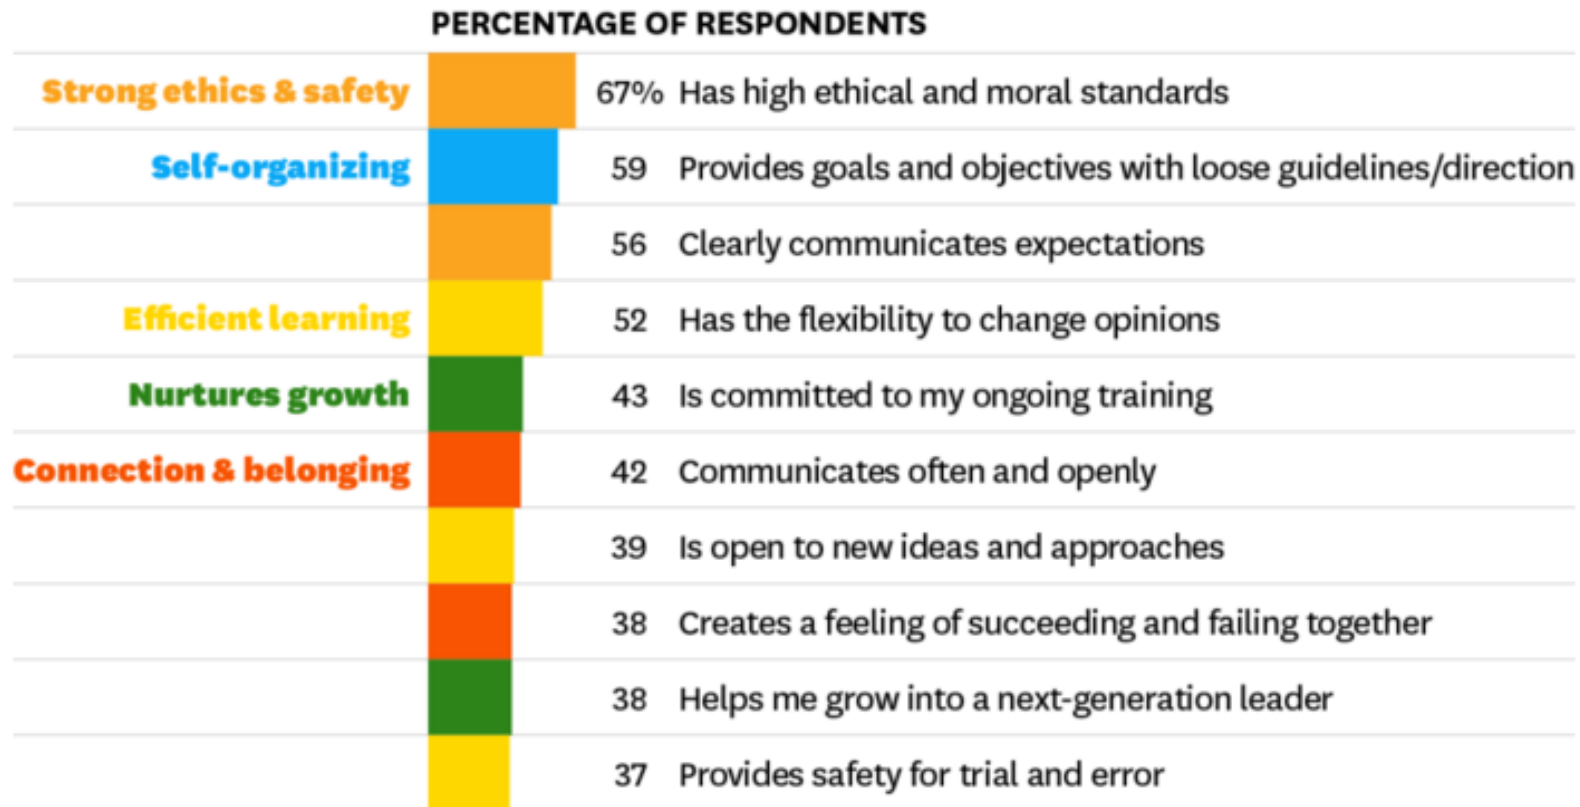 PERCENTAGE OF RESPONDENTS
Strong ethics & safety 67% Has high ethical and moral standards
Self-organizing 59 Provides goals and objectives with loose guidelines/direction
56 Clearly communicates expectations
Efficient learning 52 Has the flexibility to change opinions
Nurtures growth 43 Is committed to my ongoing training
Connection & belonging 42 Communicates often and openly
39 Is open to new ideas and approaches
38 Creates a feeling of succeeding and failing together
38 Helps me grow into a next-generation leader
37 Provides safety for trial and error